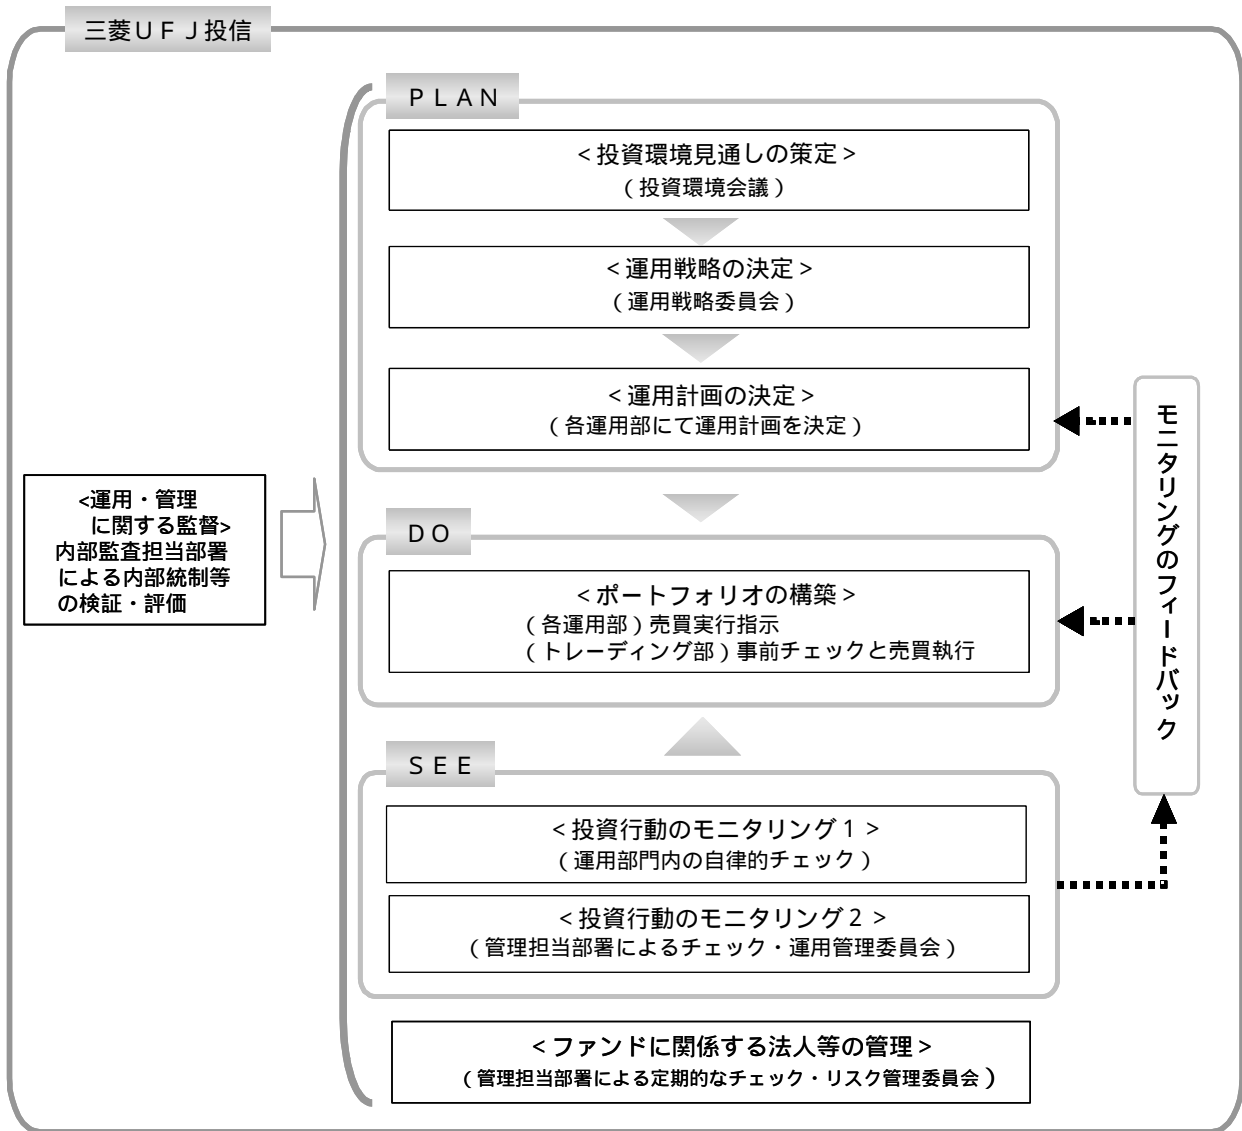 三菱ＵＦＪ投信
ＰＬＡＮ
＜投資環境見通しの策定＞
（投資環境会議）
＜運用戦略の決定＞
（運用戦略委員会）
＜運用計画の決定＞
（各運用部にて運用計画を決定）
<運用・管理
に関する監督>
内部監査担当部署
による内部統制等
の検証・評価
ＤＯ
＜ポートフォリオの構築＞
（各運用部）売買実行指示
（トレーディング部）事前チェックと売買執行
ＳＥＥ
＜投資行動のモニタリング１＞
（運用部門内の自律的チェック）
＜投資行動のモニタリング２＞
（管理担当部署によるチェック・運用管理委員会）
＜ファンドに関係する法人等の管理＞
（管理担当部署による定期的なチェック・リスク管理委員会）
モニタリングのフィードバック